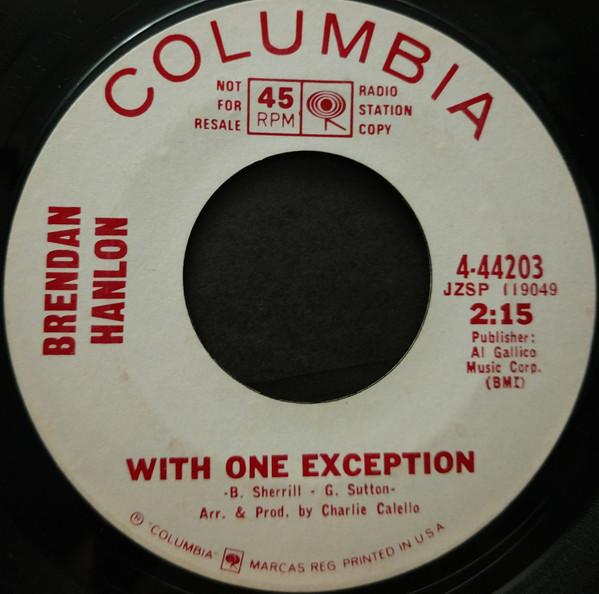 COLUMBIA
NOT
FOR
RESALE
45
RPM
RADIO
STATION
COPY
BRENDAN
HANLON
4-44203
JZSP 119049
2:15
Publisher:
Al Gallico
Music Corp.
(BMI)
WITH ONE EXCEPTION
-B. Sherrill - G. Sutton-
Arr. & Prod. by Charlie Calello
® "COLUMBIA" MARCAS REG PRINTED IN U S A